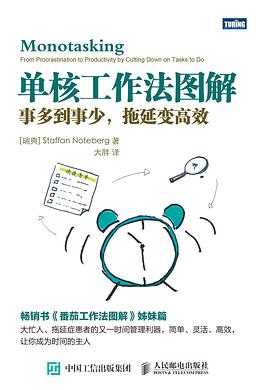 TURING
Monotasking
From Procrastination to Productivity by Cutting Down on Tasks to Do
单核工作法图解
事多到事少，拖延变高效
[瑞典] Staffan Nöteberg 著
大胖 译
畅销书《番茄工作法图解》姊妹篇
大忙人、拖延症患者的又一时间管理利器，简单、灵活、高效，
让你成为时间的主人
中国工信出版集团
人民邮电出版社
POSTS & TELECOM PRESS